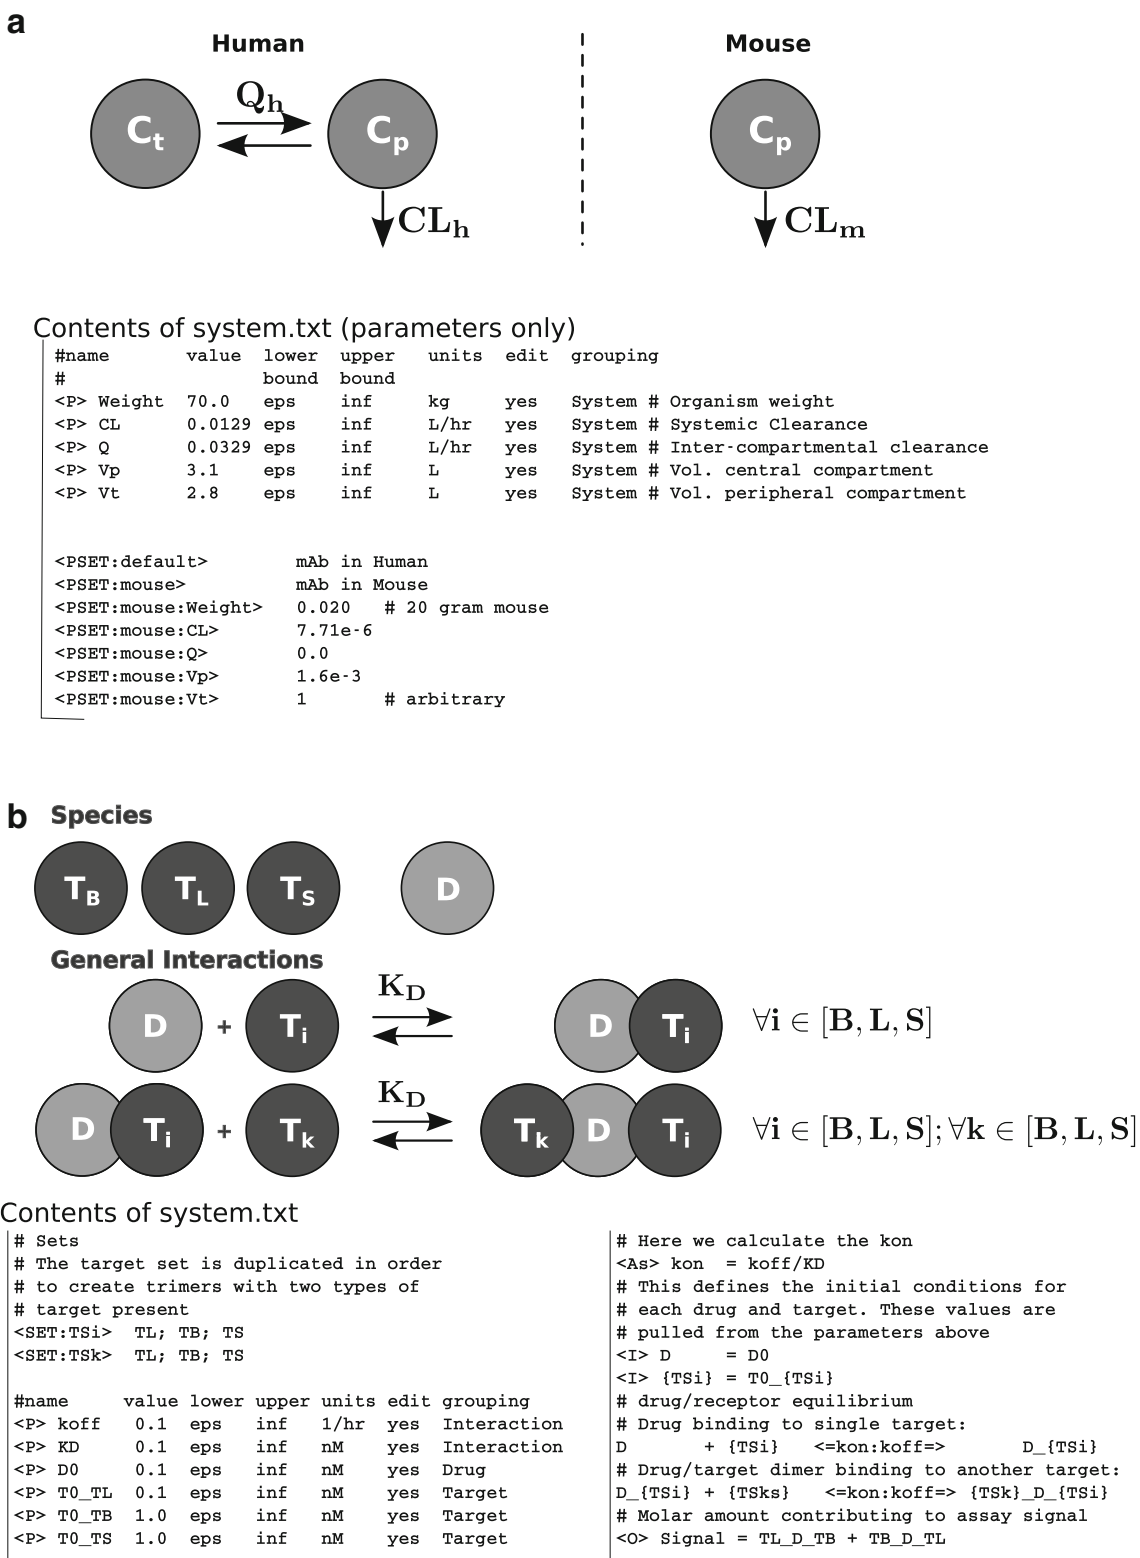 a
Human
Mouse
Ct
Qh
Cp
CLh
Cp
CLm
Contents of system.txt (parameters only)
#name value lower upper units edit grouping
# bound bound
<P> Weight 70.0 eps inf kg yes System # Organism weight
<P> CL 0.0129 eps inf L/hr yes System # Systemic Clearance
<P> Q 0.0329 eps inf L/hr yes System # Inter-compartmental clearance
<P> Vp 3.1 eps inf L yes System # Vol. central compartment
<P> Vt 2.8 eps inf L yes System # Vol. peripheral compartment
<PSET:default> mAb in Human
<PSET:mouse> mAb in Mouse
<PSET:mouse:Weight> 0.020 # 20 gram mouse
<PSET:mouse:CL> 7.71e-6
<PSET:mouse:Q> 0.0
<PSET:mouse:Vp> 1.6e-3
<PSET:mouse:Vt> 1 # arbitrary
b Species
TB TL TS D
General Interactions
D + Ti KD D Ti ∀i ∈ [B, L, S]
D Ti + Tk KD Tk D Ti ∀i ∈ [B, L, S]; ∀k ∈ [B, L, S]
Contents of system.txt
# Sets
# The target set is duplicated in order
# to create trimers with two types of
# target present
<SET:TSi> TL; TB; TS
<SET:TSk> TL; TB; TS
#name value lower upper units edit grouping
<P> koff 0.1 eps inf 1/hr yes Interaction
<P> KD 0.1 eps inf nM yes Interaction
<P> D0 0.1 eps inf nM yes Drug
<P> T0_TL 0.1 eps inf nM yes Target
<P> T0_TB 1.0 eps inf nM yes Target
<P> T0_TS 1.0 eps inf nM yes Target
# Here we calculate the kon
<As> kon = koff/KD
# This defines the initial conditions for
# each drug and target. These values are
# pulled from the parameters above
<I> D = D0
<I> {TSi} = T0_{TSi}
# drug/receptor equilibrium
# Drug binding to single target:
D + {TSi} <=kon:koff=> D_{TSi}
# Drug/target dimer binding to another target:
D_{TSi} + {TSks} <=kon:koff=> {TSk}_D_{TSi}
# Molar amount contributing to assay signal
<O> Signal = TL_D_TB + TB_D_TL